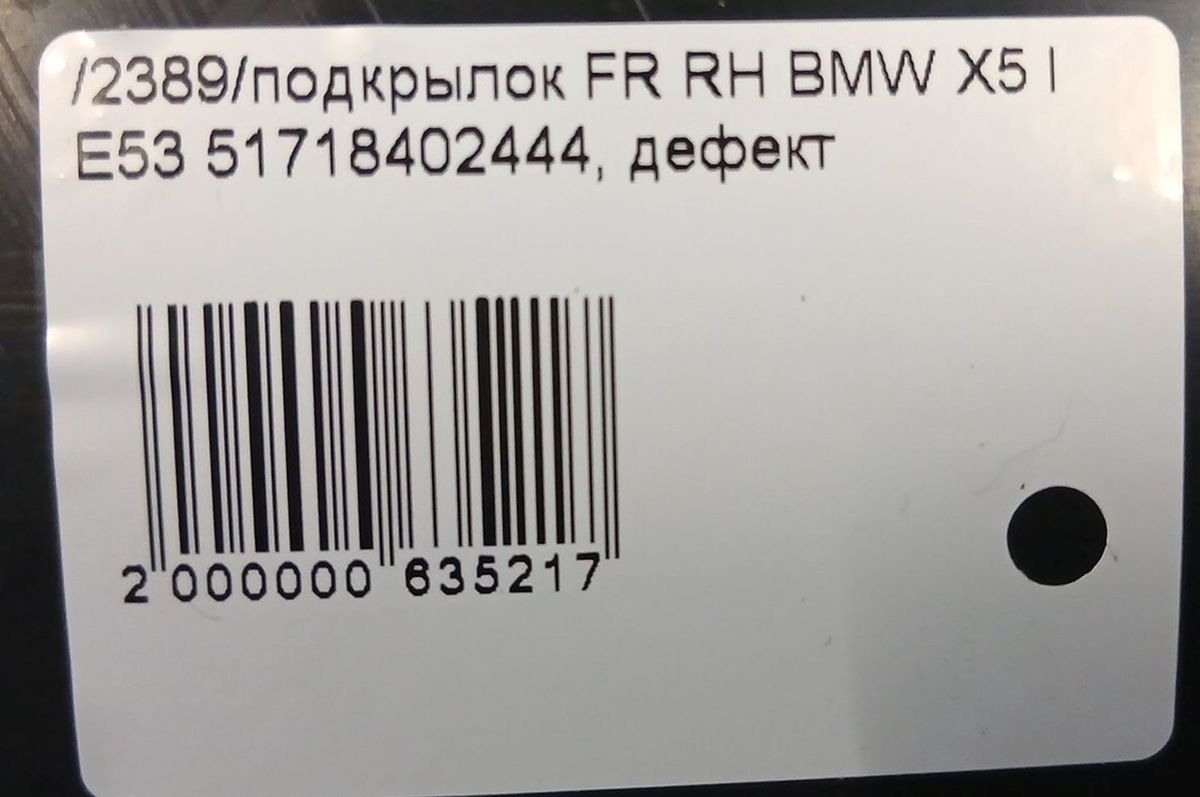 /2389/подкрылок FR RH BMW X5 I
E53 51718402444, дефект
2 000000 635217